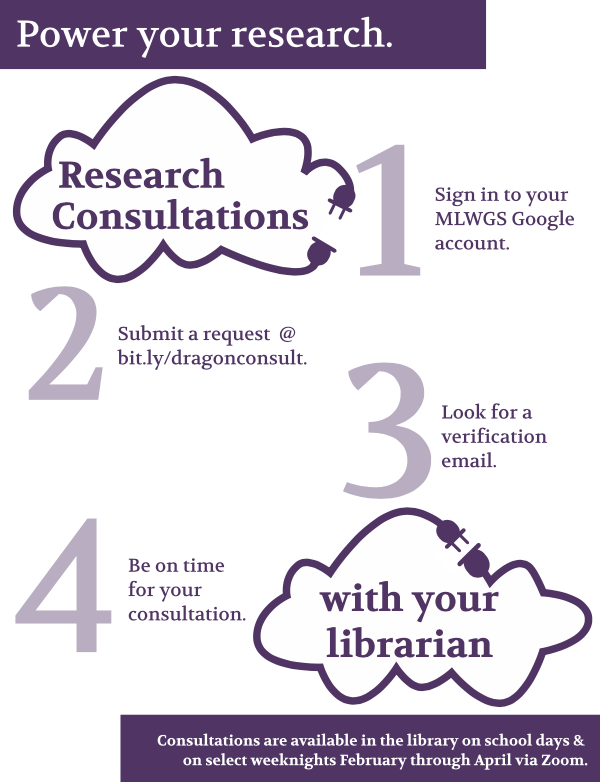 Power your research.
Research
Consultations
1
Sign in to your
MLWGS Google
account.
2
Submit a request @
bit.ly/dragonconsult.
3
Look for a
verification
email.
4
Be on time
for your
consultation.
with your
librarian
Consultations are available in the library on school days &
on select weeknights February through April via Zoom.